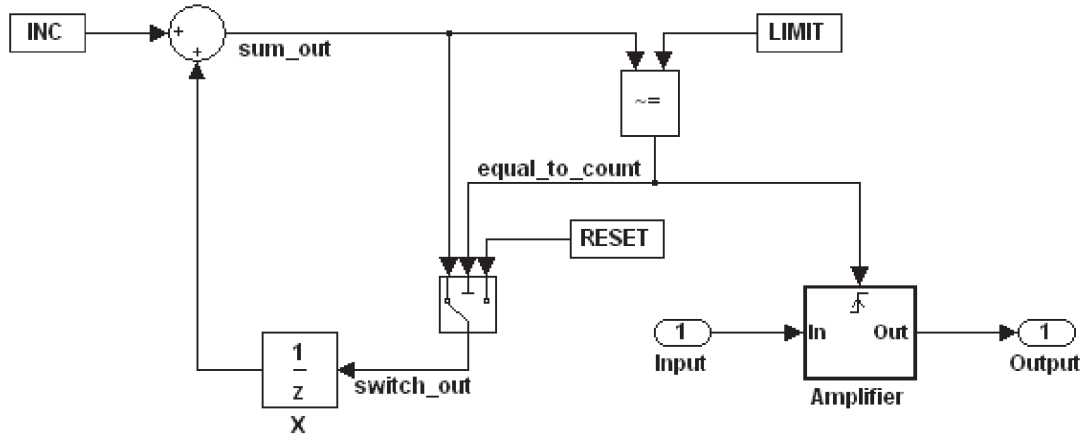 INC
+
+
sum_out
LIMIT
~=
equal_to_count
RESET
1
z
X
switch_out
1
Input
In
Out
Amplifier
1
Output